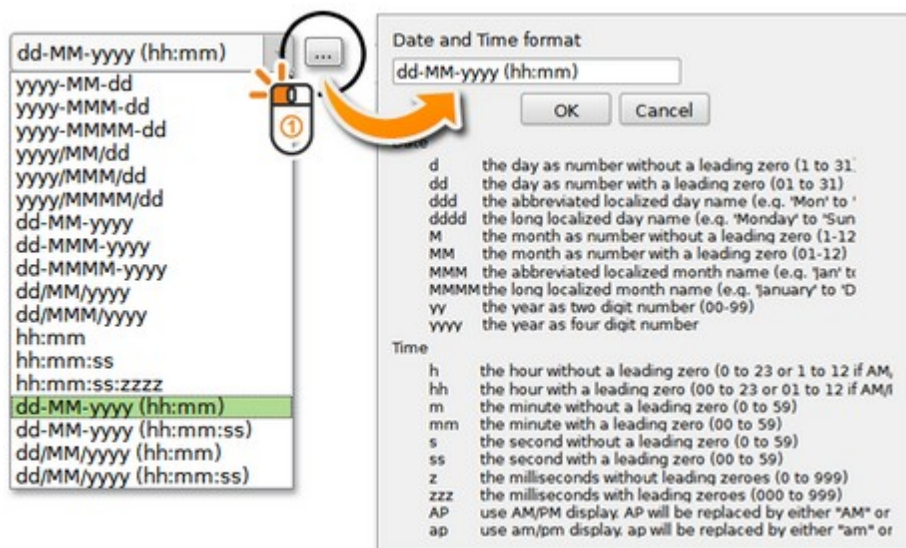 dd-MM-yyyy (hh:mm)
...
yyyy-MM-dd
yyyy-MMM-dd
yyyy-MMMM-dd
yyyy/MM/dd
yyyy/MMM/dd
yyyy/MMMM/dd
dd-MM-yyyy
dd-MMM-yyyy
dd-MMMM-yyyy
dd/MM/yyyy
dd/MMM/yyyy
hh:mm
hh:mm:ss
hh:mm:ss:zzzz
dd-MM-yyyy (hh:mm)
dd-MM-yyyy (hh:mm:ss)
dd/MM/yyyy (hh:mm)
dd/MM/yyyy (hh:mm:ss)
1
Date and Time format
dd-MM-yyyy (hh:mm)
OK Cancel
Date
d the day as number without a leading zero (1 to 31
dd the day as number with a leading zero (01 to 31)
ddd the abbreviated localized day name (e.g. 'Mon' to '
dddd the long localized day name (e.g. 'Monday' to 'Sun
M the month as number without a leading zero (1-12
MM the month as number with a leading zero (01-12)
MMM the abbreviated localized month name (e.g. 'Jan' to
MMMM the long localized month name (e.g. 'January' to 'D
yy the year as two digit number (00-99)
yyyy the year as four digit number
Time
h the hour without a leading zero (0 to 23 or 1 to 12 if AM,
hh the hour with a leading zero (00 to 23 or 01 to 12 if AM/
m the minute without a leading zero (0 to 59)
mm the minute with a leading zero (00 to 59)
s the second without a leading zero (0 to 59)
ss the second with a leading zero (00 to 59)
z the milliseconds without leading zeroes (0 to 999)
zzz the milliseconds with leading zeroes (000 to 999)
AP use AM/PM display. AP will be replaced by either "AM" or
ap use am/pm display. ap will be replaced by either "am" or